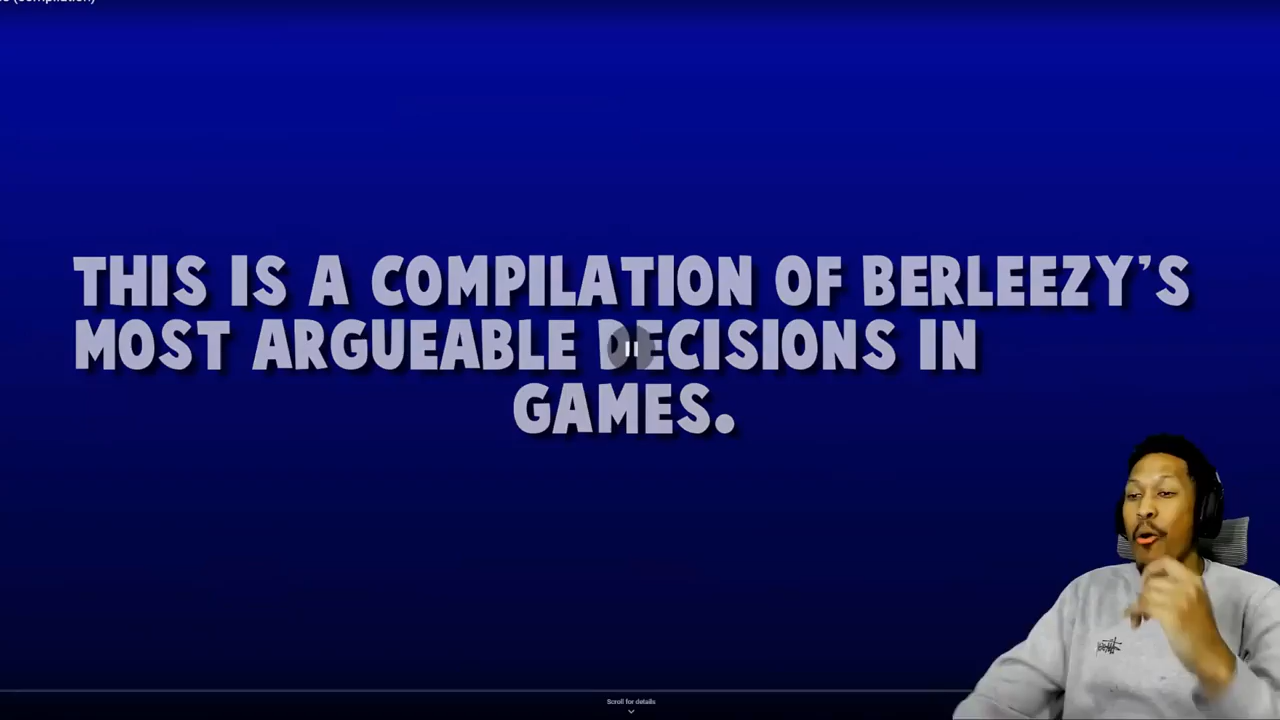 THIS IS A COMPILATION OF BERLEEZY'S
MOST ARGUEABLE DECISIONS IN
GAMES.
Scroll for details